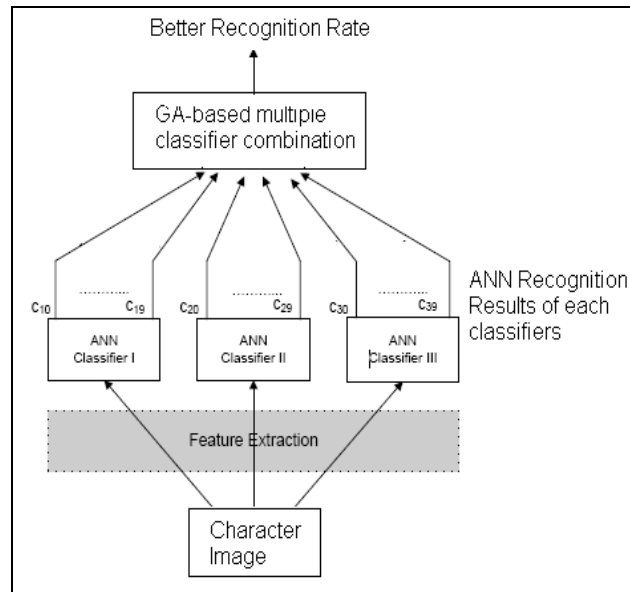 Better Recognition Rate
GA-based multiple
classifier combination
C10 ........... C19 C20 ........... C29 C30 ........... C39
ANN Recognition
Results of each
classifiers
ANN
Classifier I
ANN
Classifier II
ANN
Classifier III
Feature Extraction
Character
Image